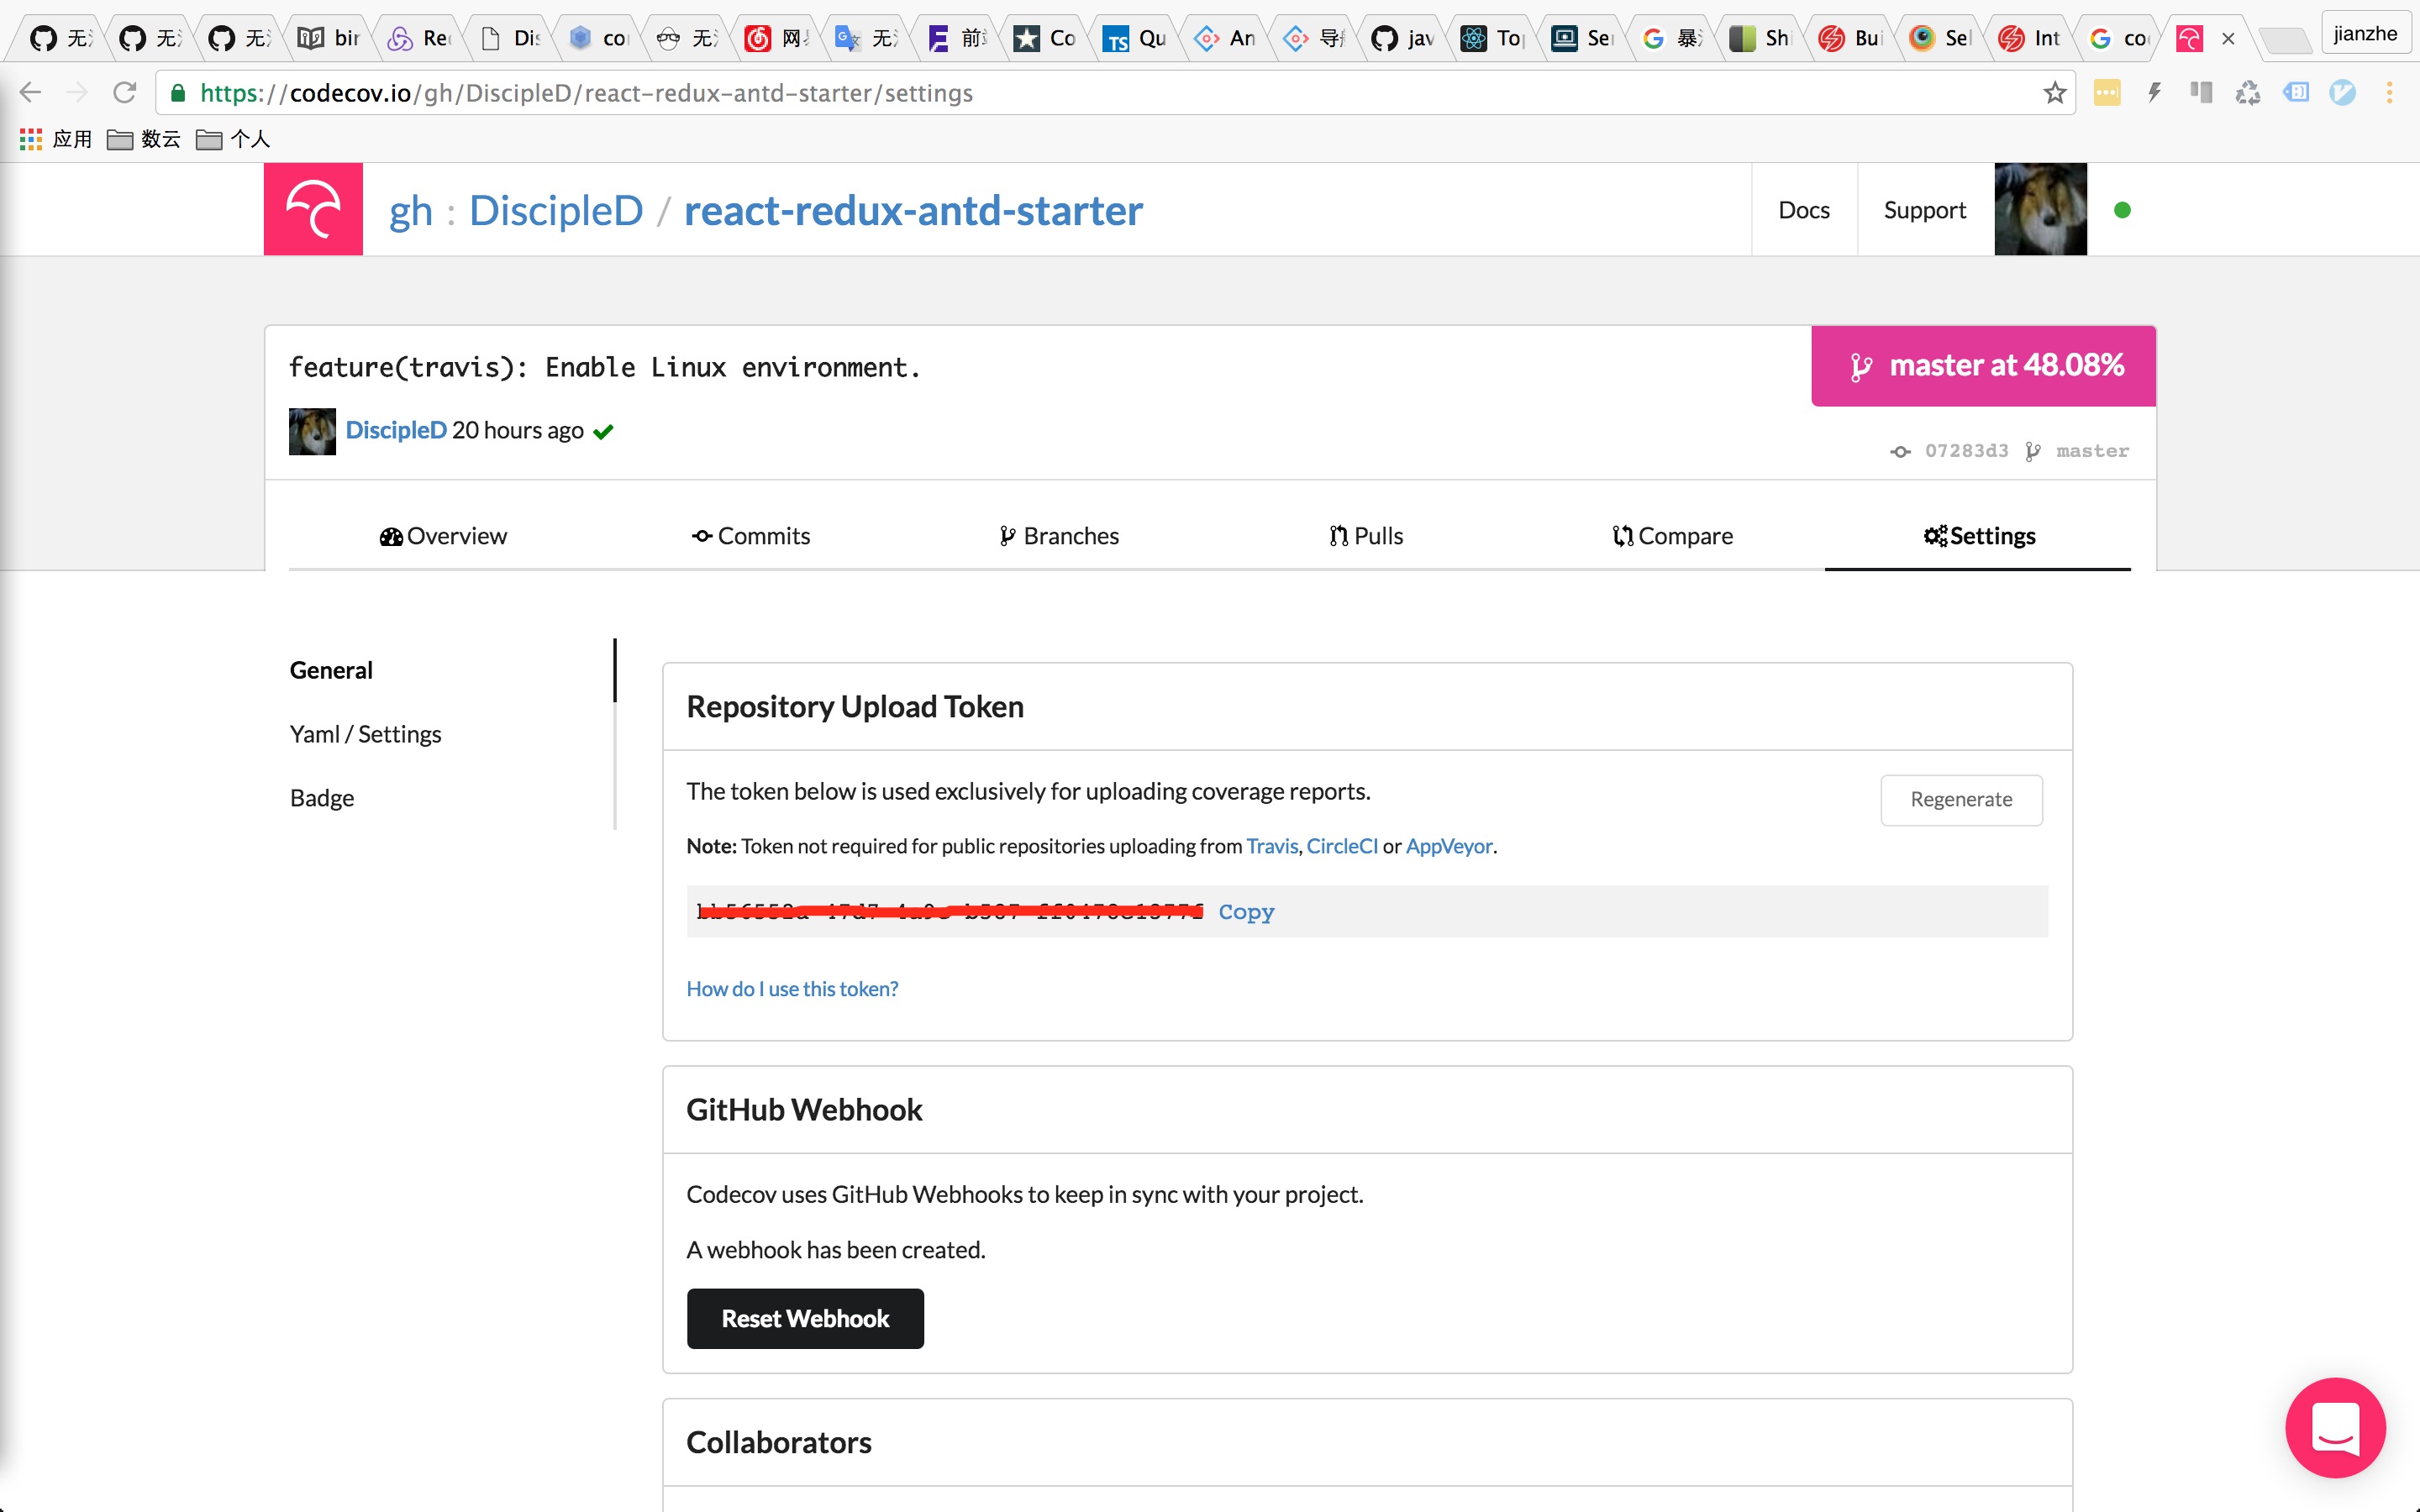 无 无 无 bir Re Dis co 无 网 无 前 Co Qu An 导 jav To Se 暴 Sh Bui Sel Int co jianzhe
https://codecov.io/gh/DiscipleD/react-redux-antd-starter/settings
应用 数云 个人
gh : DiscipleD / react-redux-antd-starter Docs Support
feature(travis): Enable Linux environment. master at 48.08%
DiscipleD 20 hours ago
07283d3 master
Overview Commits Branches Pulls Compare Settings
General
Yaml / Settings
Badge
Repository Upload Token
The token below is used exclusively for uploading coverage reports. Regenerate
Note: Token not required for public repositories uploading from Travis, CircleCI or AppVeyor.
Copy
How do I use this token?
GitHub Webhook
Codecov uses GitHub Webhooks to keep in sync with your project.
A webhook has been created.
Reset Webhook
Collaborators